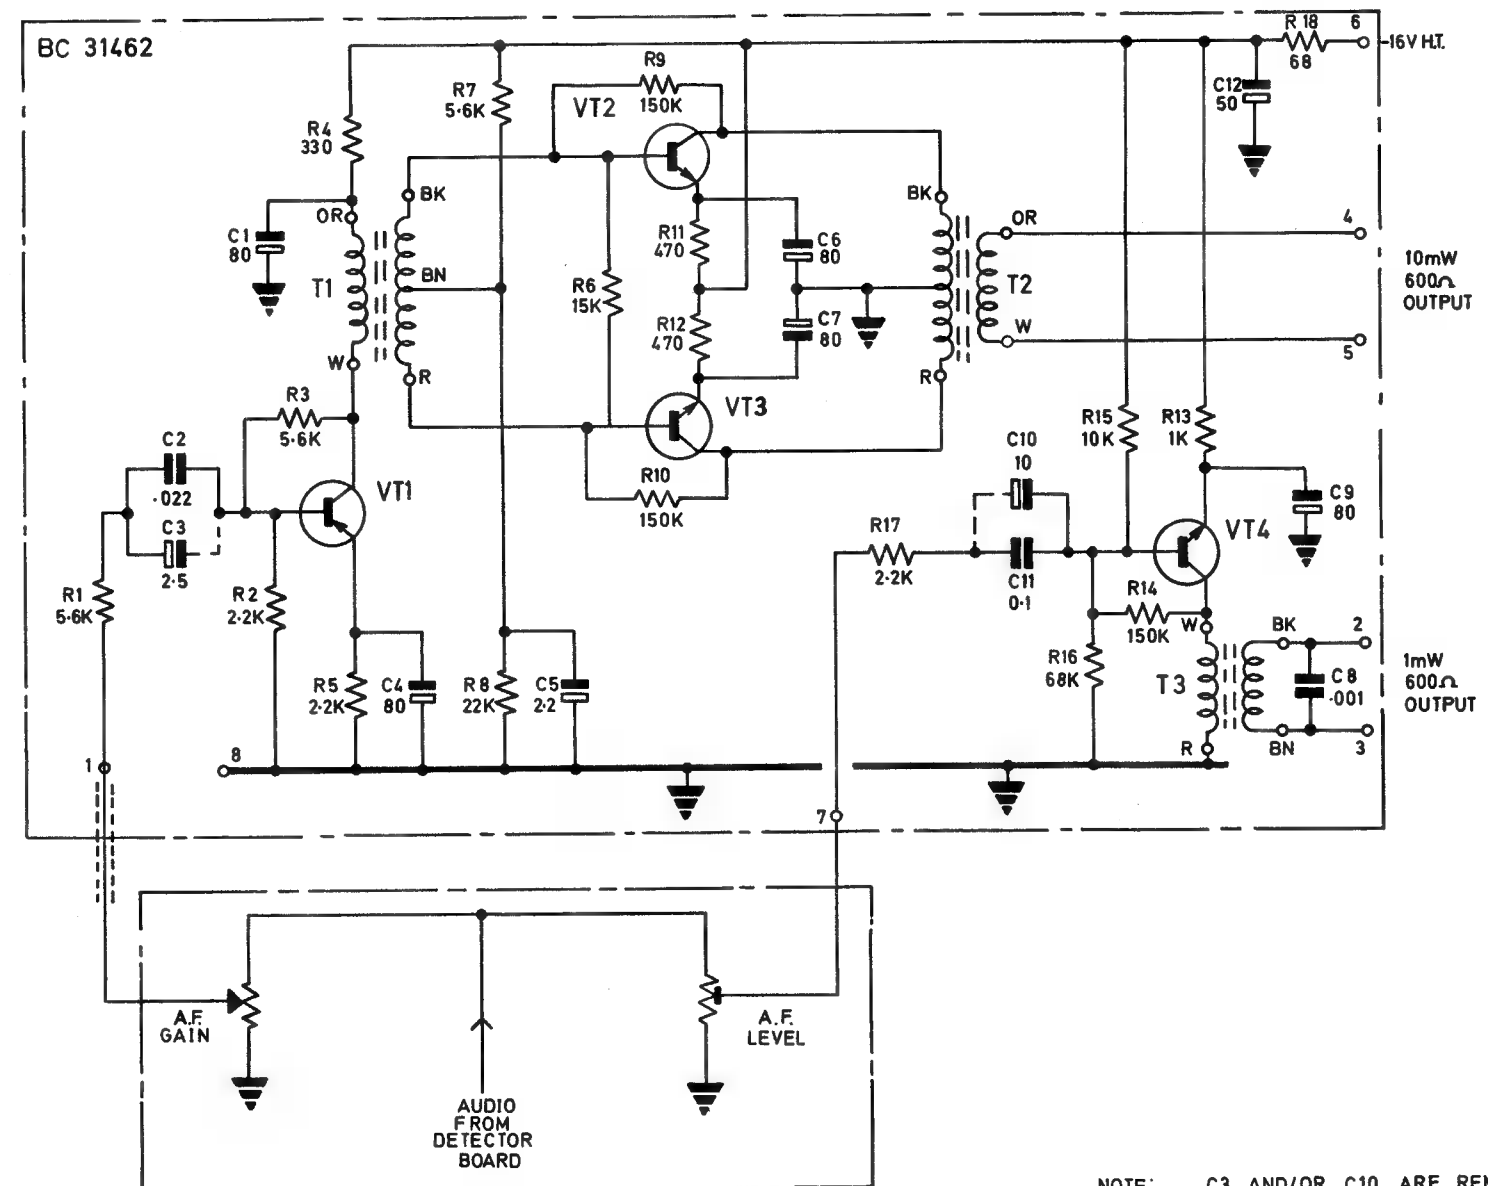 BC 31462
R 18
68
6
-16V H.T.
C12
50
R9
150K
VT2
R7
5·6K
R4
330
OR
C1
80
T1
W
BK
BN
R
R6
15K
R11
470
R12
470
C6
80
C7
80
VT3
R10
150K
BK
R
OR
T2
W
4
5
10mW
600Ω
OUTPUT
R3
5·6K
C2
·022
C3
2·5
VT1
R1
5·6K
R2
2·2K
R5
2·2K
C4
80
R8
22K
C5
2·2
1
8
R15
10K
R13
1K
C10
10
R17
2·2K
C11
0·1
VT4
C9
80
R14
150K
W
R16
68K
T3
R
BK
BN
C8
·001
2
3
1mW
600Ω
OUTPUT
7
A.F.
GAIN
A.F.
LEVEL
AUDIO
FROM
DETECTOR
BOARD
NOTE: C3 AND/OR C10 ARE